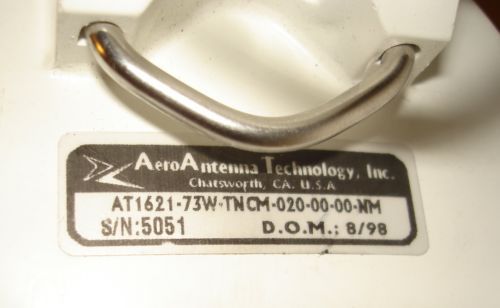 AeroAntenna Technology, Inc.
Chatsworth, CA. U.S.A
AT1621-73W-TNCM-020-00-00-NM
S/N:5051 D.O.M.; 8/98